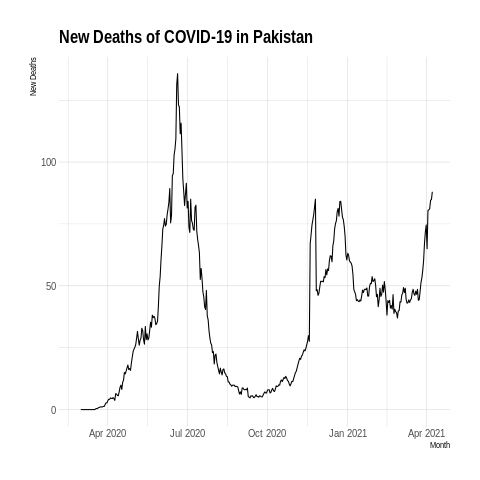 New Deaths of COVID-19 in Pakistan
New Deaths
100
50
0
Apr 2020 Jul 2020 Oct 2020 Jan 2021 Apr 2021
Month